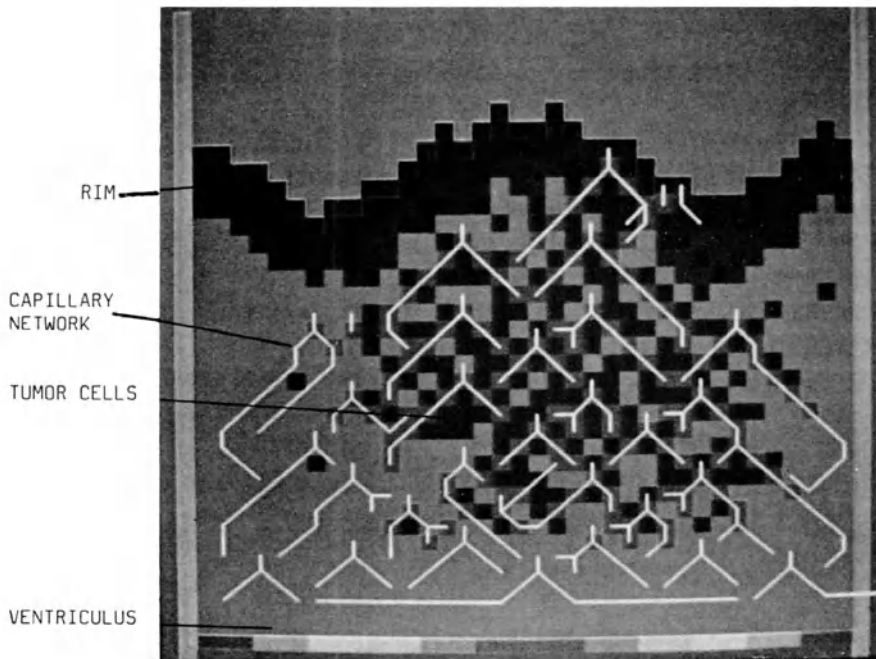 RIM
CAPILLARY
NETWORK
TUMOR CELLS
VENTRICULUS